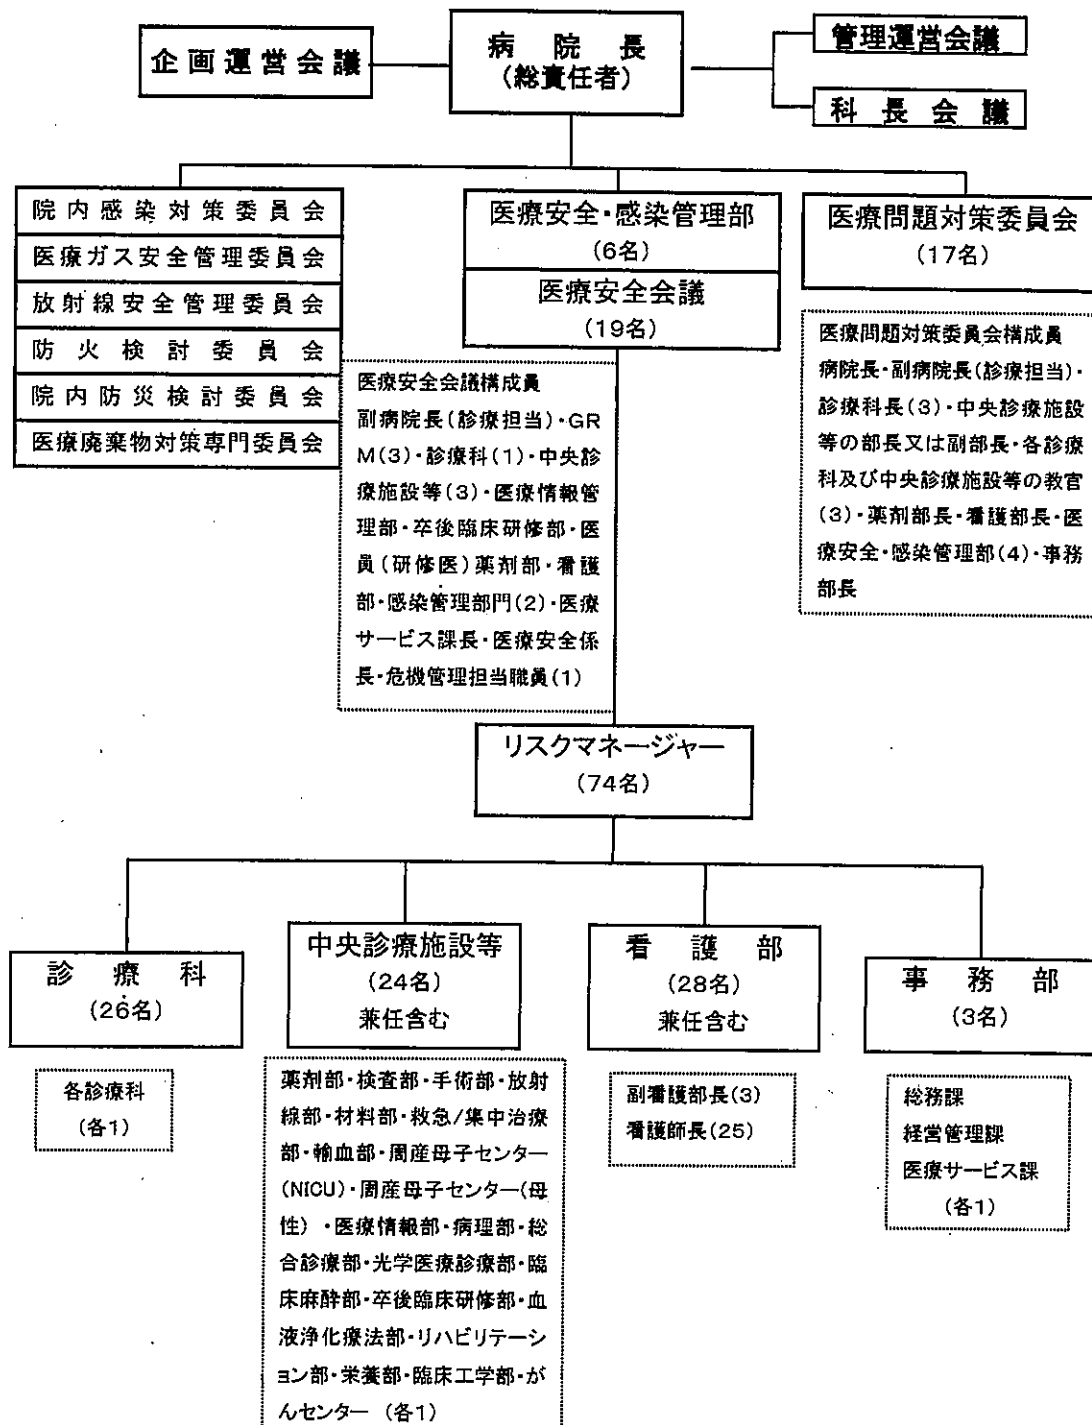 企画運営会議
病院長
(総責任者)
管理運営会議
科長会議
院内感染対策委員会
医療ガス安全管理委員会
放射線安全管理委員会
防火検討委員会
院内防災検討委員会
医療廃棄物対策専門委員会
医療安全・感染管理部
(6名)
医療安全会議
(19名)
医療問題対策委員会
(17名)
医療安全会議構成員
副病院長(診療担当)・GR
M(3)・診療科(1)・中央診
療施設等(3)・医療情報管
理部・卒後臨床研修部・医
員(研修医)薬剤部・看護
部・感染管理部門(2)・医療
サービス課長・医療安全係
長・危機管理担当職員(1)
医療問題対策委員会構成員
病院長・副病院長(診療担当)・
診療科長(3)・中央診療施設
等の部長又は副部長・各診療
科及び中央診療施設等の教官
(3)・薬剤部長・看護部長・医
療安全・感染管理部(4)・事務
部長
リスクマネージャー
(74名)
診療科
(26名)
中央診療施設等
(24名)
兼任含む
看護部
(28名)
兼任含む
事務部
(3名)
各診療科
(各1)
薬剤部・検査部・手術部・放射
線部・材料部・救急/集中治療
部・輸血部・周産母子センター
(NICU)・周産母子センター(母
性)・医療情報部・病理部・総
合診療部・光学医療診療部・臨
床麻酔部・卒後臨床研修部・血
液浄化療法部・リハビリテーシ
ョン部・栄養部・臨床工学部・が
んセンター (各1)
副看護部長(3)
看護師長(25)
総務課
経営管理課
医療サービス課
(各1)